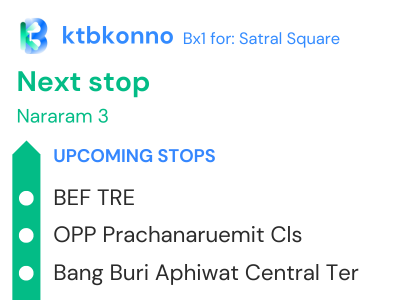 ktbkonno Bx1 for: Satral Square
Next stop
Nararam 3
UPCOMING STOPS
BEF TRE
OPP Prachanaruemit Cls
Bang Buri Aphiwat Central Ter